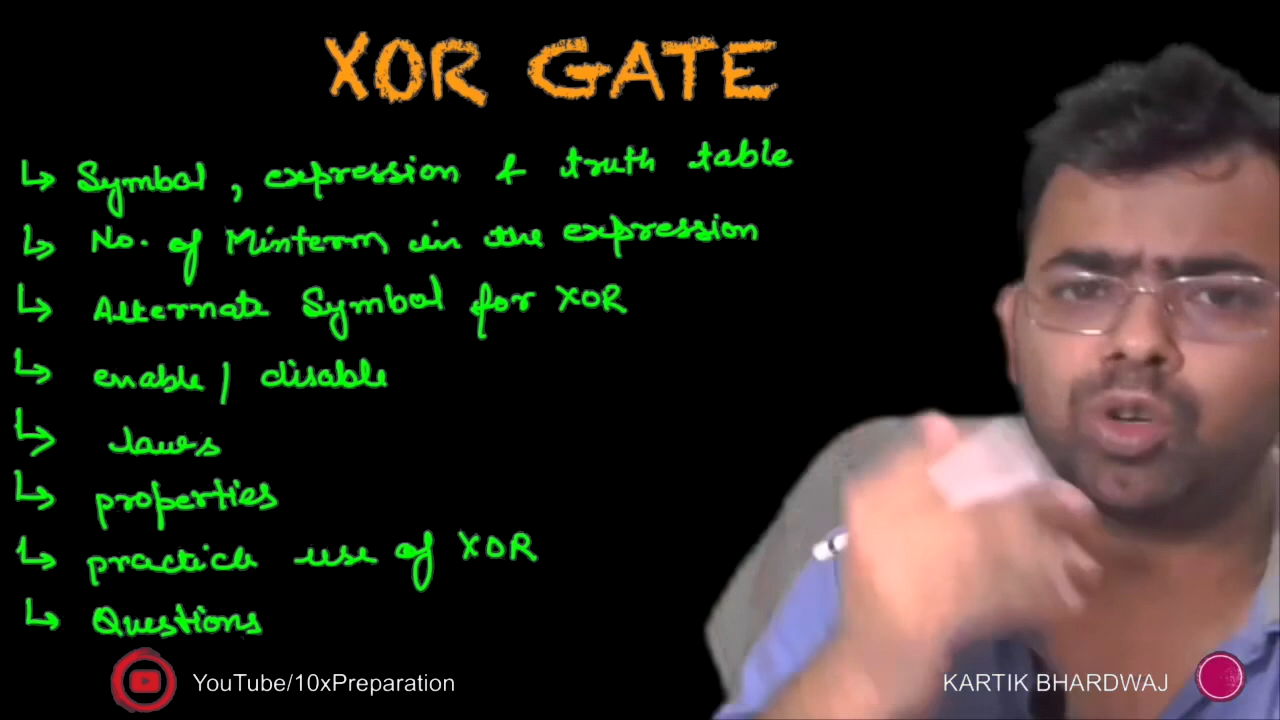 XOR GATE
↳ Symbol, expression & truth table
↳ No. of Minterm in the expression
↳ Alternate Symbol for XOR
↳ enable / disable
↳ laws
↳ properties
↳ practice use of XOR
↳ Questions
YouTube/10xPreparation
KARTIK BHARDWAJ